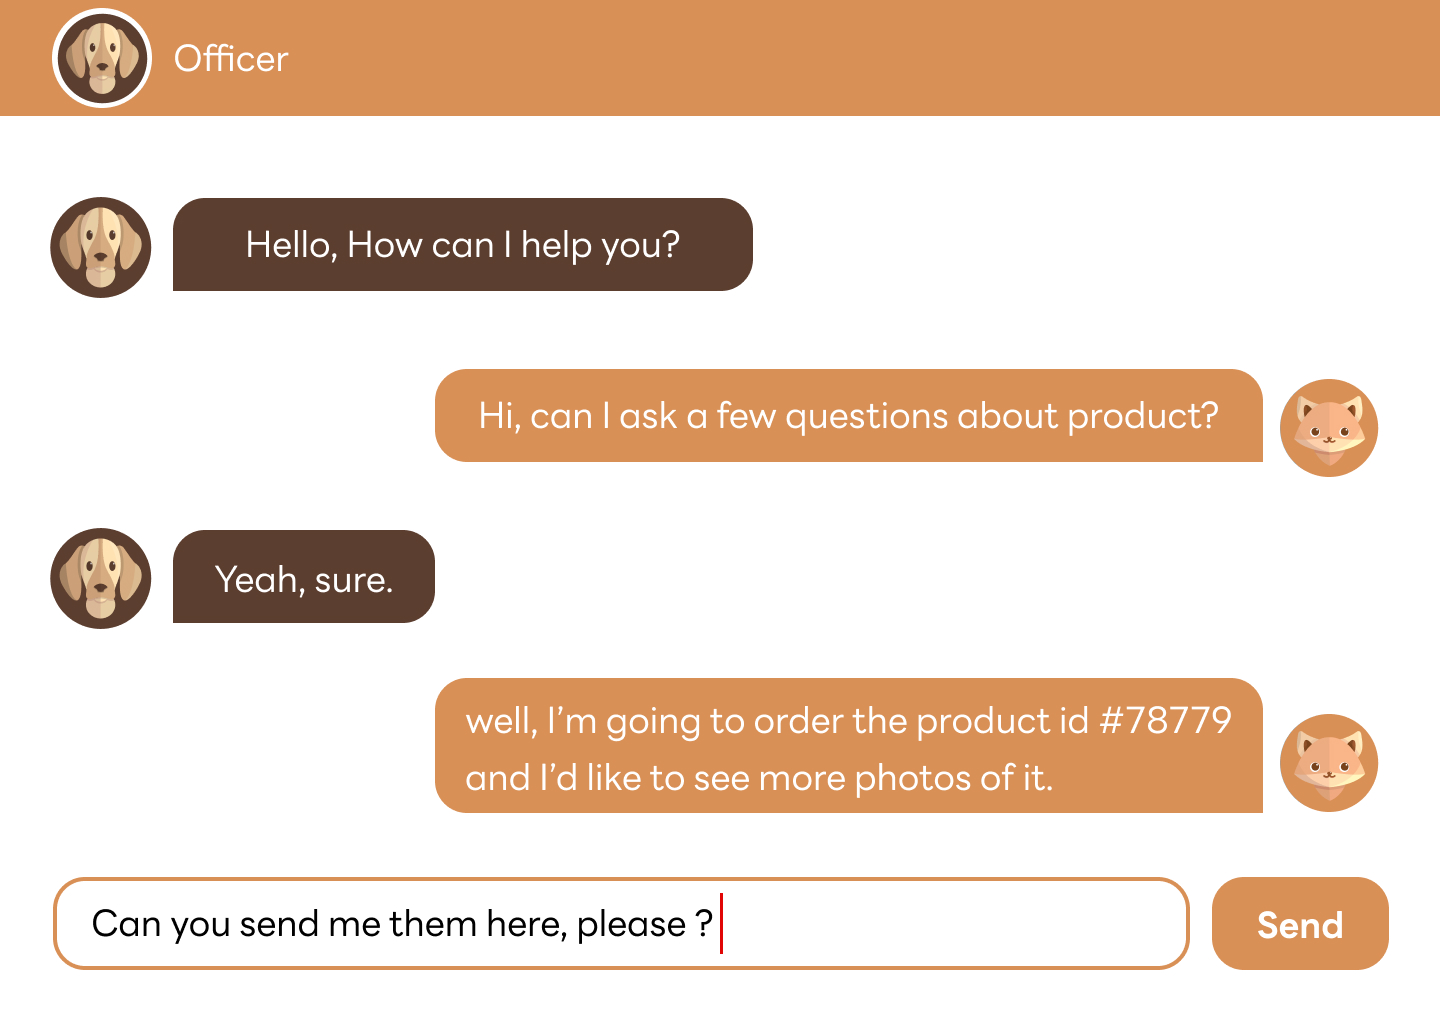 Officer
Hello, How can I help you?
Hi, can I ask a few questions about product?
Yeah, sure.
well, I’m going to order the product id #78779
and I’d like to see more photos of it.
Can you send me them here, please ?
Send